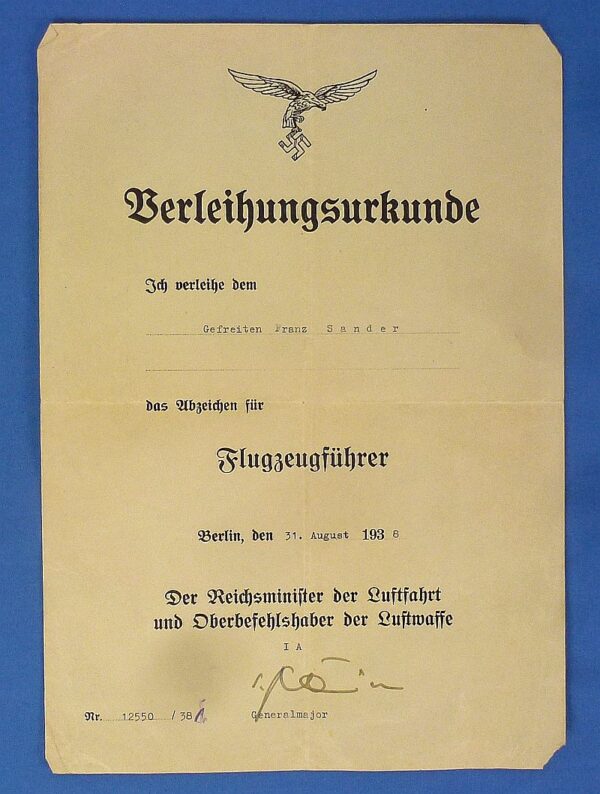 Verleihungsurkunde
Ich verleihe dem
Gefreiten Franz Sander
das Abzeichen für
Flugzeugführer
Berlin, den 31. August 1938
Der Reichsminister der Luftfahrt
und Oberbefehlshaber der Luftwaffe
IA
Nr. 12550 /38 Generalmajor